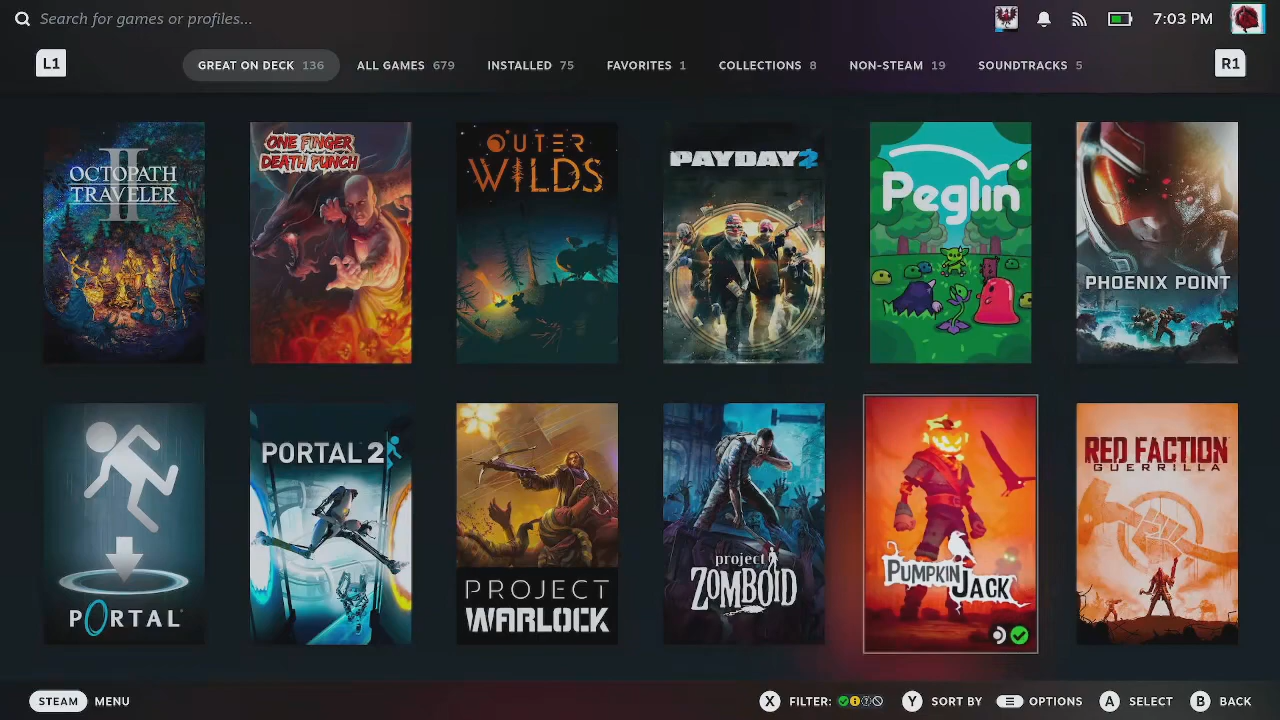 Search for games or profiles...
7:03 PM
L1
GREAT ON DECK 136
ALL GAMES 679
INSTALLED 75
FAVORITES 1
COLLECTIONS 8
NON-STEAM 19
SOUNDTRACKS 5
R1
II
OCTOPATH
TRAVELER
ONE FINGER
DEATH PUNCH
OUTER
WILDS
PAYDAY 2
Peglin
PHOENIX POINT
PORTAL
PORTAL 2
PROJECT
WARLOCK
project
ZOMBOID
PUMPKIN
JACK
RED FACTION
GUERRILLA
STEAM MENU
X FILTER:
Y SORT BY
OPTIONS
A SELECT
B BACK